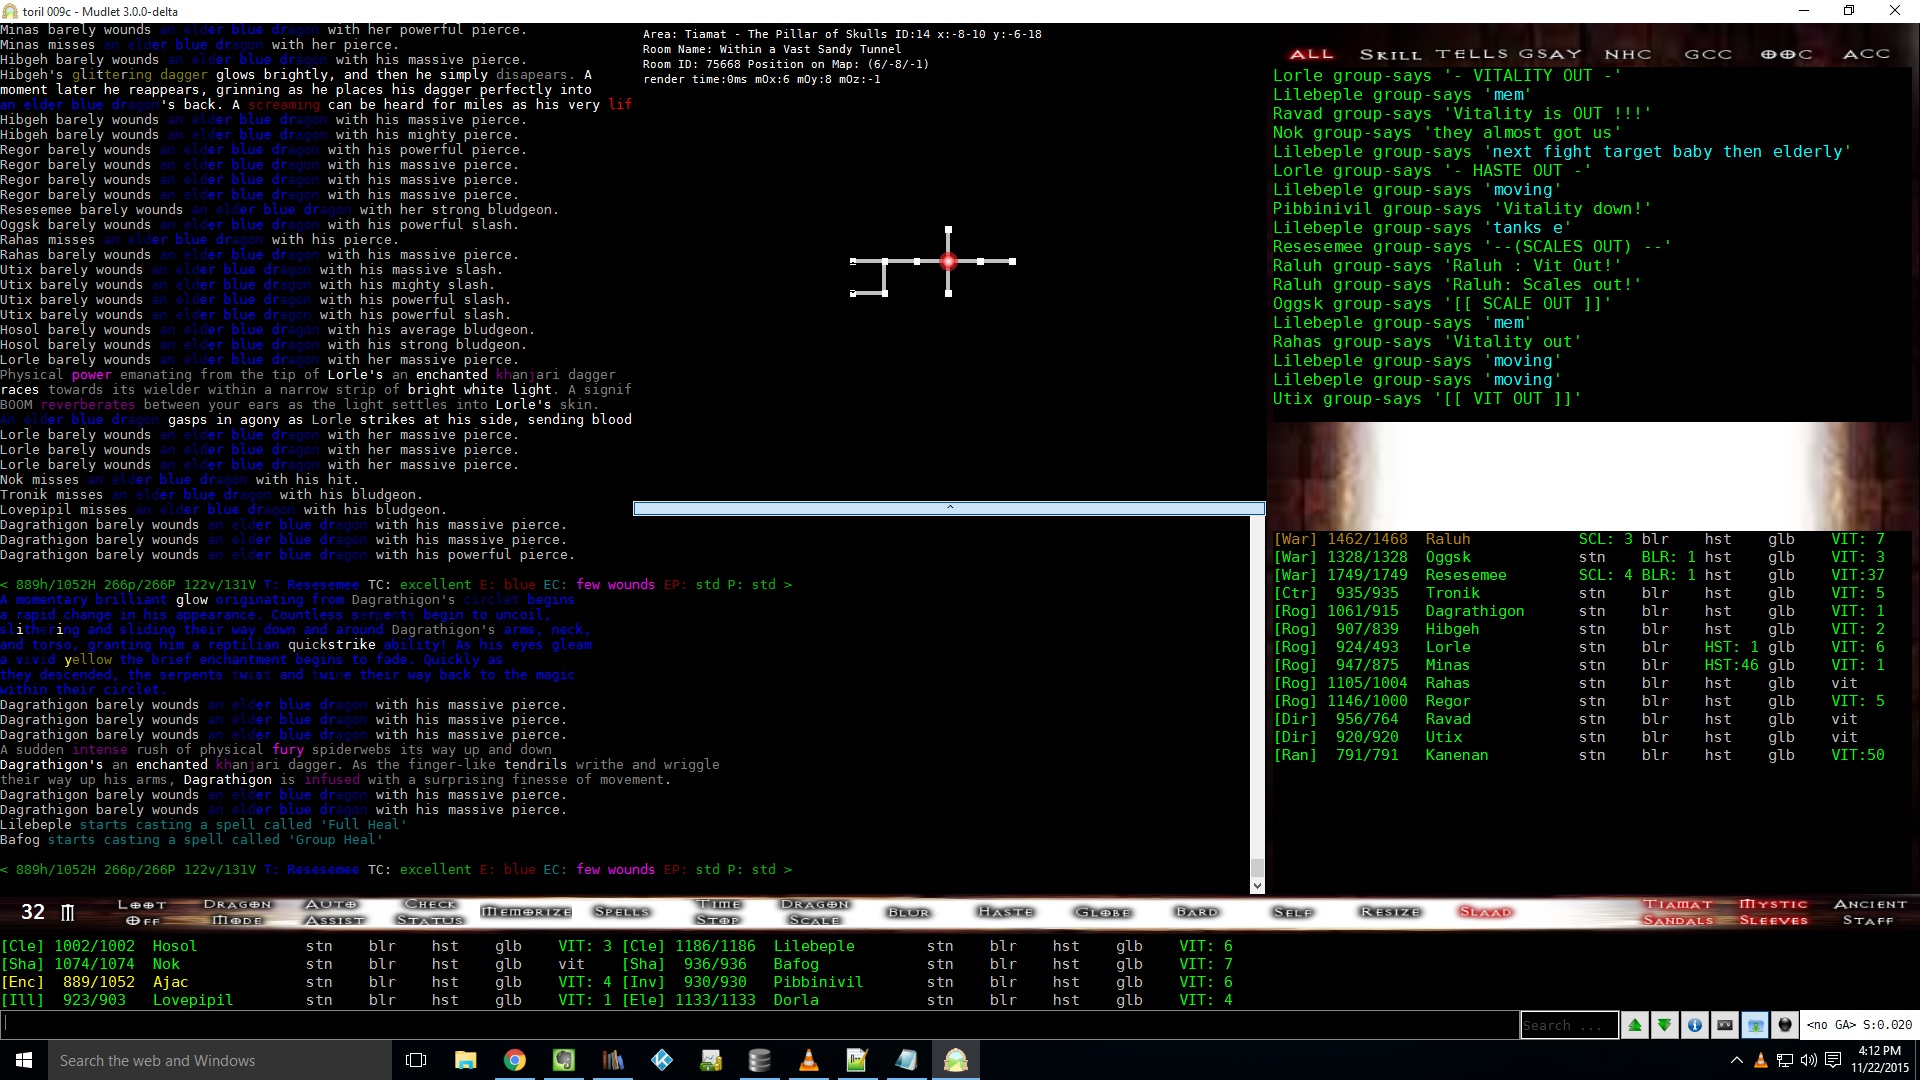 toril 009c - Mudlet 3.0.0-delta
Minas barely wounds an elder blue dragon with her powerful pierce.
Minas misses an elder blue dragon with her pierce.
Hibgeh barely wounds an elder blue dragon with his massive pierce.
Hibgeh's glittering dagger glows brightly, and then he simply disapears. A
moment later he reappears, grinning as he places his dagger perfectly into
an elder blue dragon's back. A screaming can be heard for miles as his very lif
Hibgeh barely wounds an elder blue dragon with his massive pierce.
Hibgeh barely wounds an elder blue dragon with his mighty pierce.
Regor barely wounds an elder blue dragon with his powerful pierce.
Regor barely wounds an elder blue dragon with his massive pierce.
Regor barely wounds an elder blue dragon with his massive pierce.
Regor barely wounds an elder blue dragon with his massive pierce.
Resesemee barely wounds an elder blue dragon with her strong bludgeon.
Oggsk barely wounds an elder blue dragon with his powerful slash.
Rahas misses an elder blue dragon with his pierce.
Rahas barely wounds an elder blue dragon with his massive pierce.
Utix barely wounds an elder blue dragon with his massive slash.
Utix barely wounds an elder blue dragon with his mighty slash.
Utix barely wounds an elder blue dragon with his powerful slash.
Utix barely wounds an elder blue dragon with his powerful slash.
Hosol barely wounds an elder blue dragon with his average bludgeon.
Hosol barely wounds an elder blue dragon with his strong bludgeon.
Lorle barely wounds an elder blue dragon with her massive pierce.
Physical power emanating from the tip of Lorle's an enchanted khanjari dagger
races towards its wielder within a narrow strip of bright white light. A signif
BOOM reverberates between your ears as the light settles into Lorle's skin.
An elder blue dragon gasps in agony as Lorle strikes at his side, sending blood
Lorle barely wounds an elder blue dragon with her massive pierce.
Lorle barely wounds an elder blue dragon with her massive pierce.
Lorle barely wounds an elder blue dragon with her massive pierce.
Nok misses an elder blue dragon with his hit.
Tronik misses an elder blue dragon with his bludgeon.
Lovepipil misses an elder blue dragon with his bludgeon.
Dagrathigon barely wounds an elder blue dragon with his massive pierce.
Dagrathigon barely wounds an elder blue dragon with his massive pierce.
Dagrathigon barely wounds an elder blue dragon with his powerful pierce.
< 889h/1052H 266p/266P 122v/131V T: Resesemee TC: excellent E: blue EC: few wounds EP: std P: std >
A momentary brilliant glow originating from Dagrathigon's circlet begins
a rapid change in his appearance. Countless serpents begin to uncoil,
slithering and sliding their way down and around Dagrathigon's arms, neck,
and torso, granting him a reptilian quickstrike ability! As his eyes gleam
a vivid yellow the brief enchantment begins to fade. Quickly as
they descended, the serpents twist and twine their way back to the magic
within their circlet.
Dagrathigon barely wounds an elder blue dragon with his massive pierce.
Dagrathigon barely wounds an elder blue dragon with his massive pierce.
Dagrathigon barely wounds an elder blue dragon with his massive pierce.
A sudden intense rush of physical fury spiderwebs its way up and down
Dagrathigon's an enchanted khanjari dagger. As the finger-like tendrils writhe and wriggle
their way up his arms, Dagrathigon is infused with a surprising finesse of movement.
Dagrathigon barely wounds an elder blue dragon with his massive pierce.
Dagrathigon barely wounds an elder blue dragon with his massive pierce.
Lilebeple starts casting a spell called 'Full Heal'
Bafog starts casting a spell called 'Group Heal'
< 889h/1052H 266p/266P 122v/131V T: Resesemee TC: excellent E: blue EC: few wounds EP: std P: std >
Area: Tiamat - The Pillar of Skulls ID:14 x:-8-10 y:-6-18
Room Name: Within a Vast Sandy Tunnel
Room ID: 75668 Position on Map: (6/-8/-1)
render time:0ms mOx:6 mOy:8 mOz:-1
ALL SKILL TELLS GSAY NHC GCC OOC ACC
Lorle group-says '- VITALITY OUT -'
Lilebeple group-says 'mem'
Ravad group-says 'Vitality is OUT !!!'
Nok group-says 'they almost got us'
Lilebeple group-says 'next fight target baby then elderly'
Lorle group-says '- HASTE OUT -'
Lilebeple group-says 'moving'
Pibbinivil group-says 'Vitality down!'
Lilebeple group-says 'tanks e'
Resesemee group-says '--(SCALES OUT) --'
Raluh group-says 'Raluh : Vit Out!'
Raluh group-says 'Raluh: Scales out!'
Oggsk group-says '[[ SCALE OUT ]]'
Lilebeple group-says 'mem'
Rahas group-says 'Vitality out'
Lilebeple group-says 'moving'
Lilebeple group-says 'moving'
Utix group-says '[[ VIT OUT ]]'
[War] 1462/1468 Raluh SCL: 3 blr hst glb VIT: 7
[War] 1328/1328 Oggsk stn BLR: 1 hst glb VIT: 3
[War] 1749/1749 Resesemee SCL: 4 BLR: 1 hst glb VIT:37
[Ctr] 935/935 Tronik stn blr hst glb VIT: 5
[Rog] 1061/915 Dagrathigon stn blr hst glb VIT: 1
[Rog] 907/839 Hibgeh stn blr hst glb VIT: 2
[Rog] 924/493 Lorle stn blr HST: 1 glb VIT: 6
[Rog] 947/875 Minas stn blr HST:46 glb VIT: 1
[Rog] 1105/1004 Rahas stn blr hst glb vit
[Rog] 1146/1000 Regor stn blr hst glb VIT: 5
[Dir] 956/764 Ravad stn blr hst glb vit
[Dir] 920/920 Utix stn blr hst glb vit
[Ran] 791/791 Kanenan stn blr hst glb VIT:50
32 LOOT OFF DRAGON MODE AUTO ASSIST CHECK STATUS MEMORIZE SPELLS TIME STOP DRAGON SCALE BLUR HASTE GLOBE BARD SELF RESIZE SLAAD TIAMAT SANDALS MYSTIC SLEEVES ANCIENT STAFF
[Cle] 1002/1002 Hosol stn blr hst glb VIT: 3 [Cle] 1186/1186 Lilebeple stn blr hst glb VIT: 6
[Sha] 1074/1074 Nok stn blr hst glb vit [Sha] 936/936 Bafog stn blr hst glb VIT: 7
[Enc] 889/1052 Ajac stn blr hst glb VIT: 4 [Inv] 930/930 Pibbinivil stn blr hst glb VIT: 6
[Ill] 923/903 Lovepipil stn blr hst glb VIT: 1 [Ele] 1133/1133 Dorla stn blr hst glb VIT: 4
Search ... <no GA> S:0.020
Search the web and Windows
4:12 PM
11/22/2015